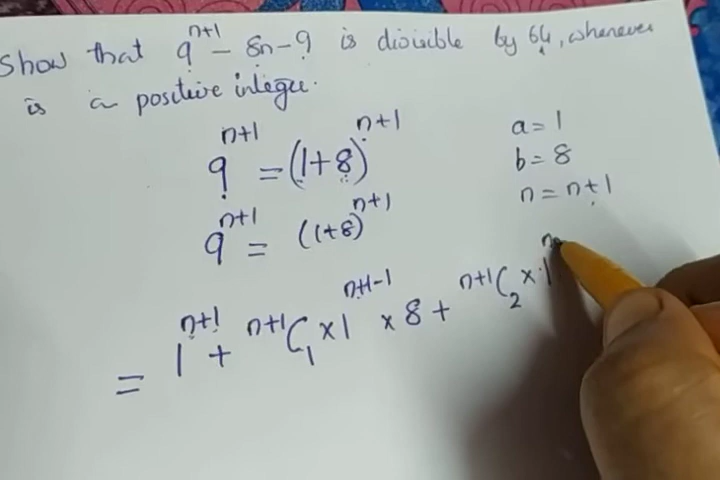 Show that 9^{n+1} - 8n - 9 is divisible by 64, whenever
is a positive integer.
9^{n+1} = (1+8)^{n+1}
a = 1
b = 8
n = n+1
9^{n+1} = (1+8)^{n+1}
= 1^{n+1} + ^{n+1}C_1 × 1^{n+1-1} × 8 + ^{n+1}C_2 × 1^{n